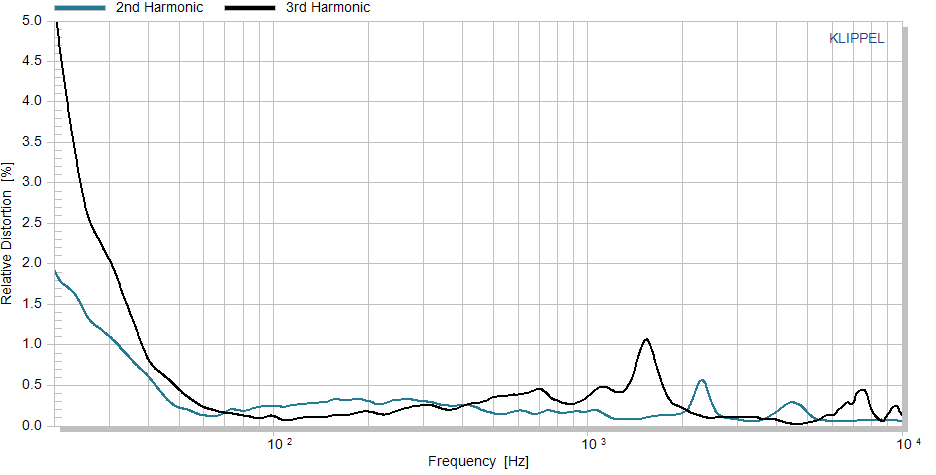 2nd Harmonic 3rd Harmonic
KLIPPEL
5.0
4.5
4.0
3.5
3.0
2.5
2.0
1.5
1.0
0.5
0.0
Relative Distortion [%]
10 2 10 3 10 4
Frequency [Hz]